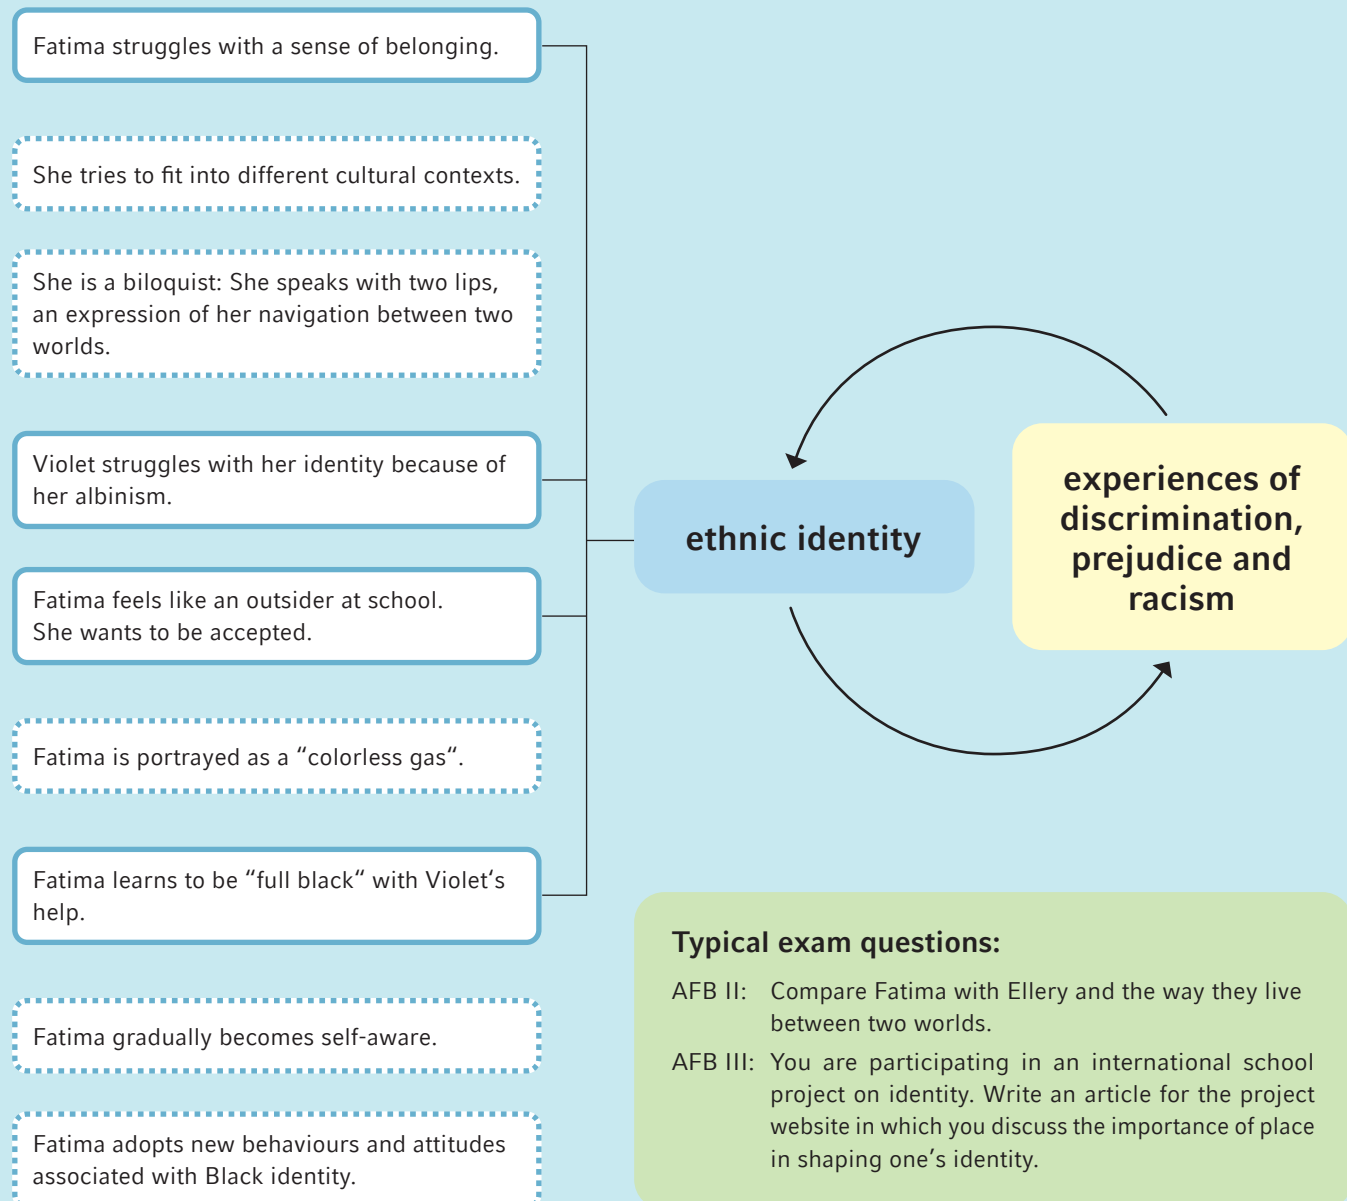 Fatima struggles with a sense of belonging.
She tries to fit into different cultural contexts.
She is a biloquist: She speaks with two lips,
an expression of her navigation between two
worlds.
Violet struggles with her identity because of
her albinism.
Fatima feels like an outsider at school.
She wants to be accepted.
Fatima is portrayed as a “colorless gas“.
Fatima learns to be “full black“ with Violet‘s
help.
Fatima gradually becomes self-aware.
Fatima adopts new behaviours and attitudes
associated with Black identity.
ethnic identity
experiences of
discrimination,
prejudice and
racism
Typical exam questions:
AFB II: Compare Fatima with Ellery and the way they live
between two worlds.
AFB III: You are participating in an international school
project on identity. Write an article for the project
website in which you discuss the importance of place
in shaping one’s identity.